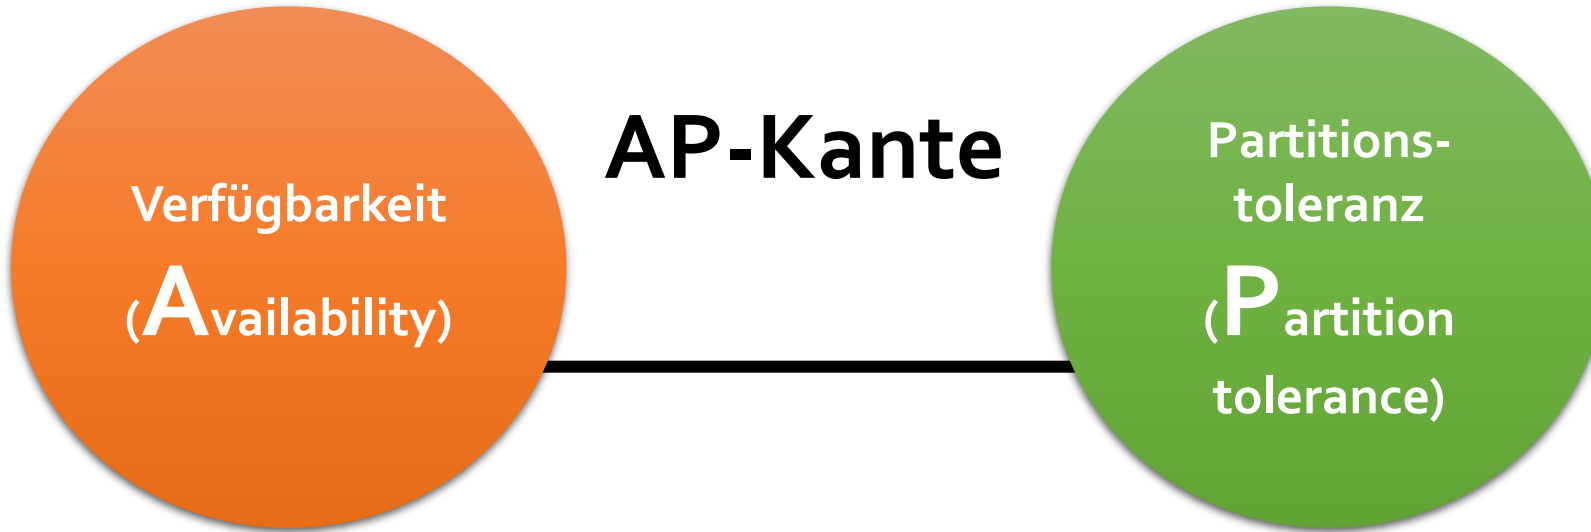 Verfügbarkeit
(Availability)
AP-Kante
Partitions-
toleranz
(Partition
tolerance)